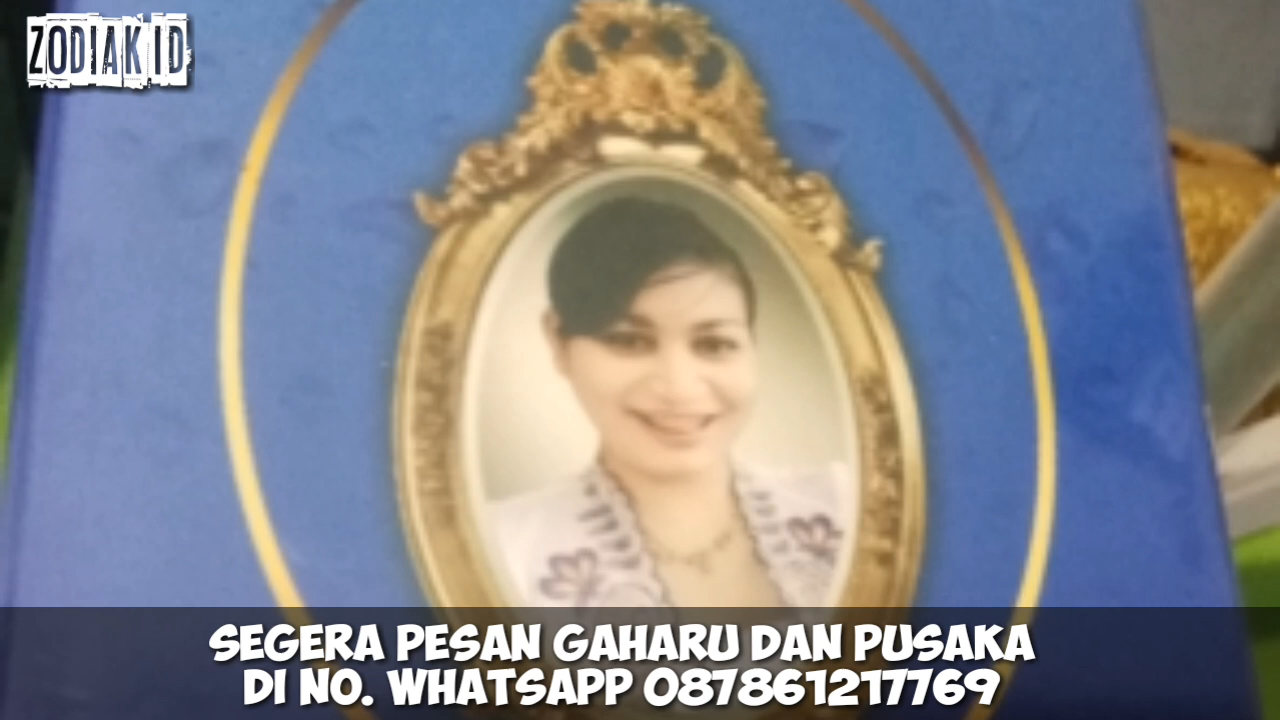 ZODIAK ID
SEGERA PESAN GAHARU DAN PUSAKA
DI NO. WHATSAPP 087861217769